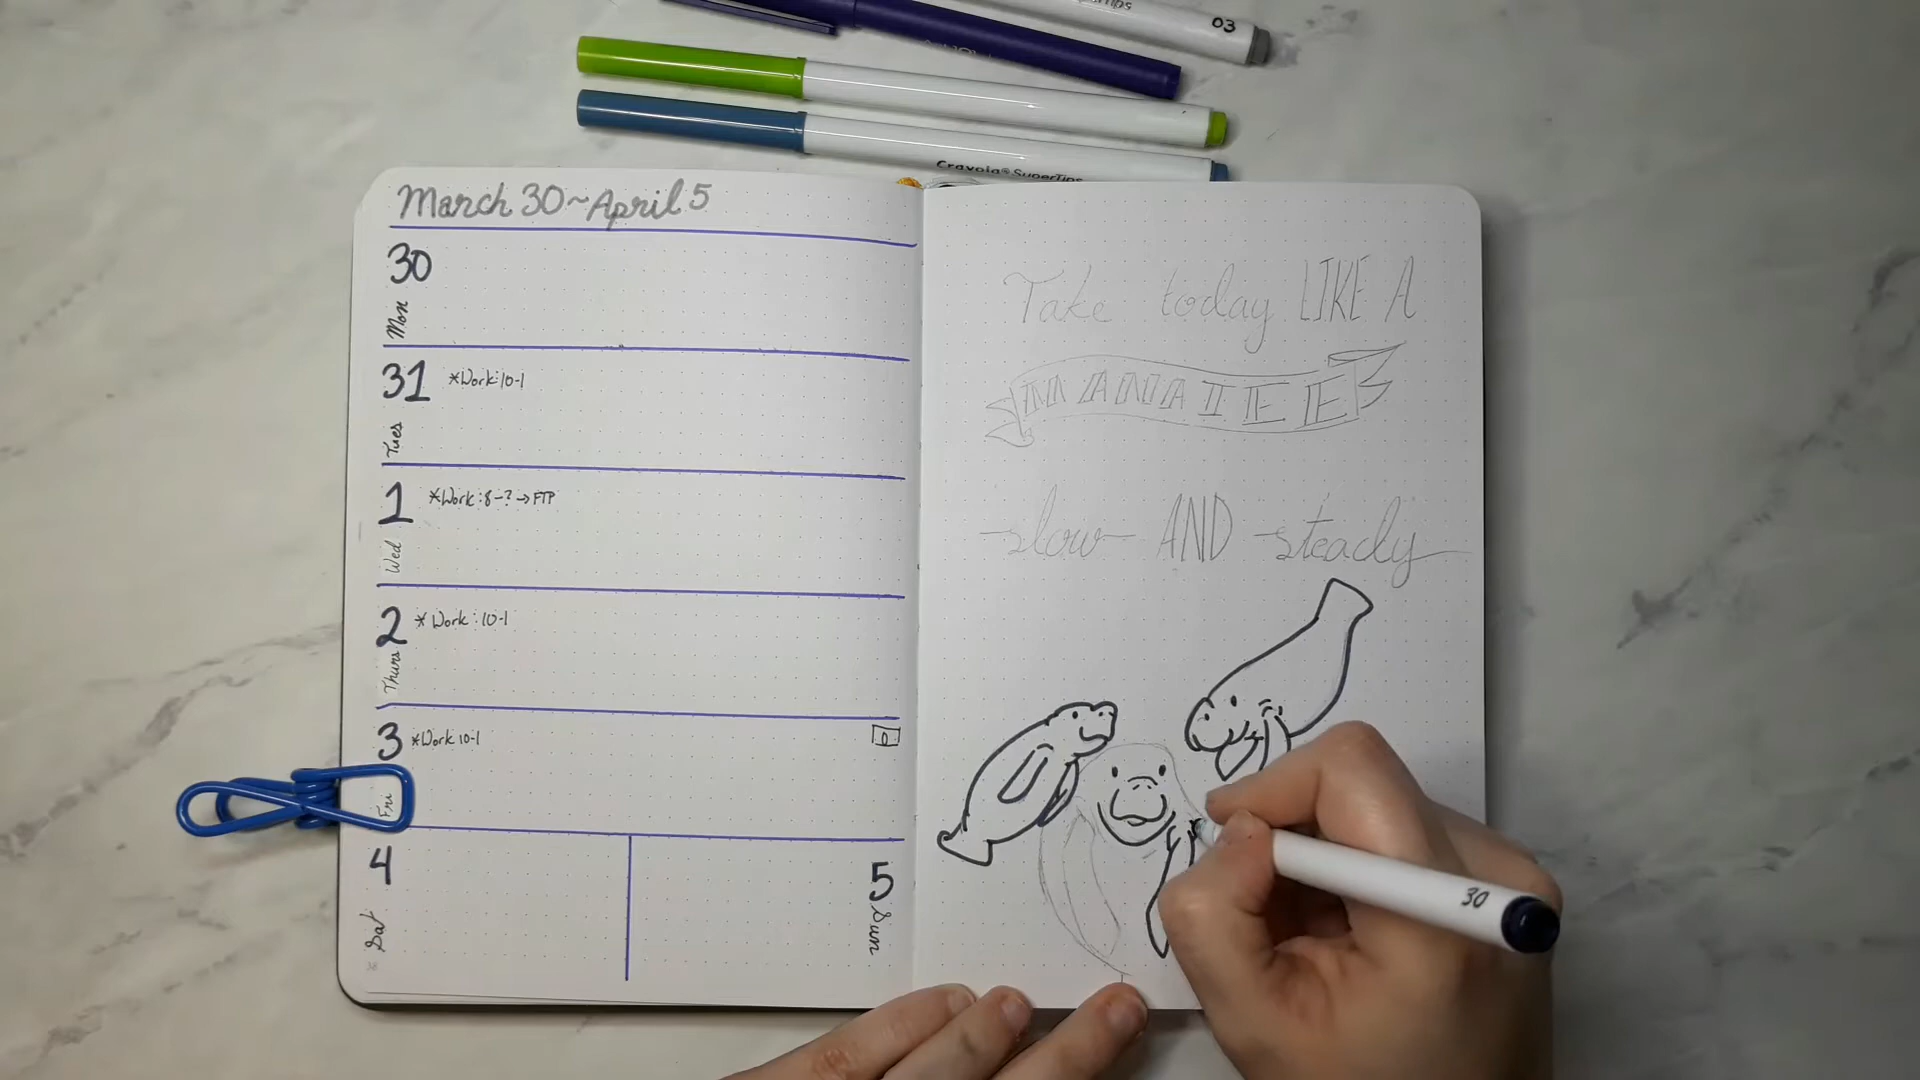 03
Crayola® SuperTips
March 30~April 5
30
Mon
31 *Work:10-1
Tues
1 *Work:8-?→FTP
Wed
2 *Work:10-1
Thurs
3 *Work 10-1
Fri
4
Sat
5
Sun
Take today LIKE A
MANATEE
slow AND steady
30